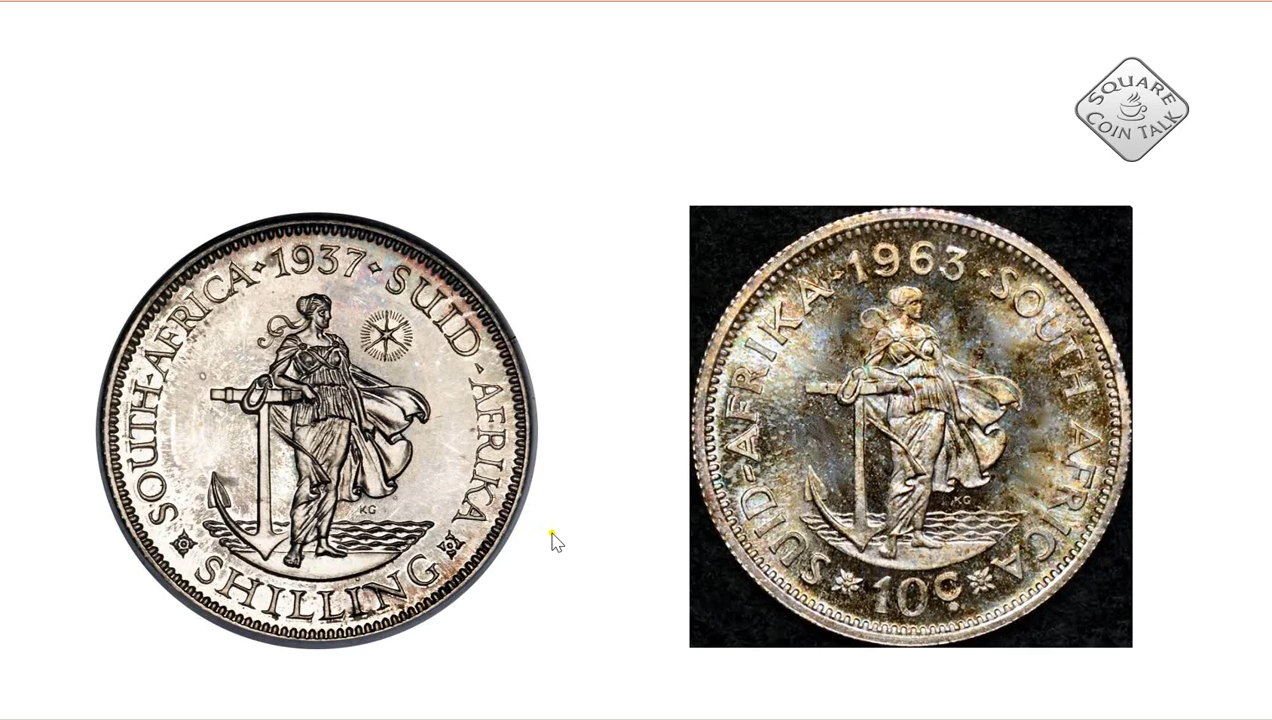 SQUARE
COIN TALK
SOUTH-AFRICA · 1937 · SUID-AFRIKA
KG
SHILLING
SUID-AFRIKA · 1963 · SOUTH AFRICA
KG
10c